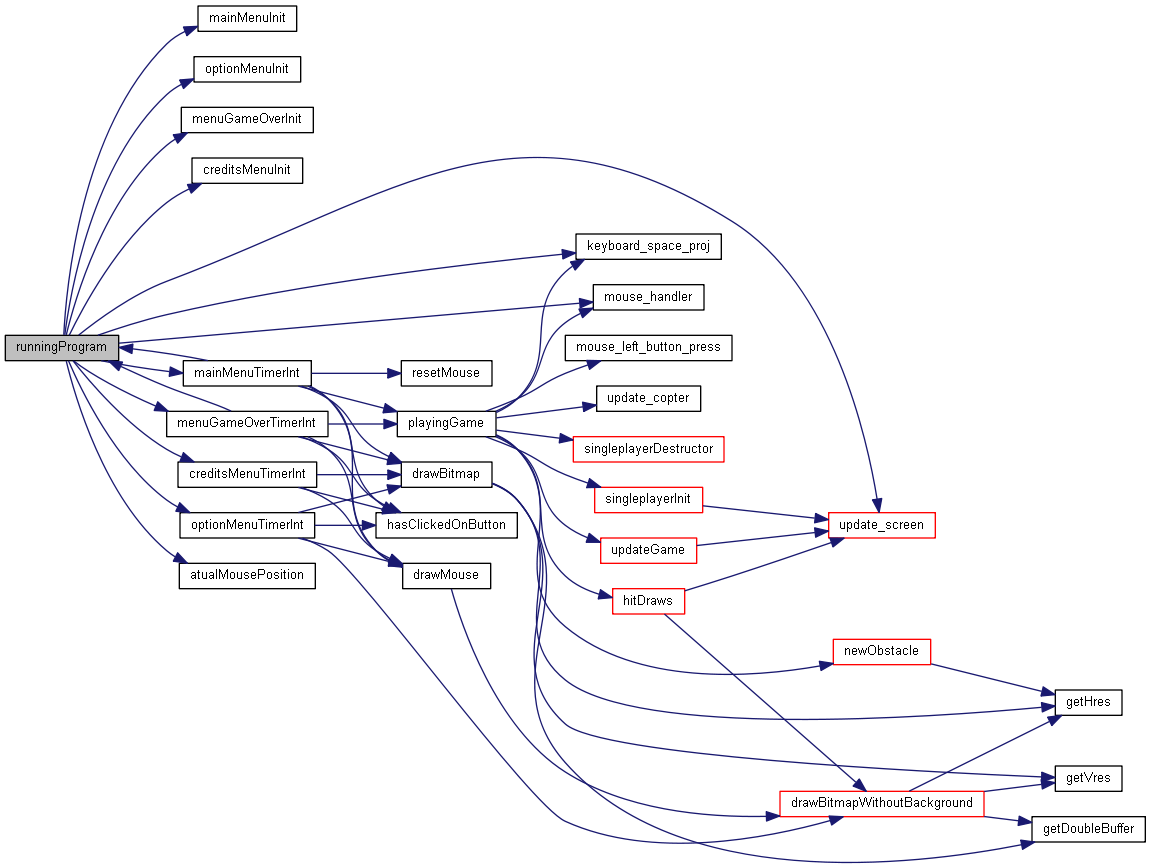 mainMenuInit
optionMenuInit
menuGameOverInit
creditsMenuInit
keyboard_space_proj
mouse_handler
runningProgram
mouse_left_button_press
mainMenuTimerInt
resetMouse
update_copter
menuGameOverTimerInt
playingGame
singleplayerDestructor
creditsMenuTimerInt
drawBitmap
singleplayerInit
optionMenuTimerInt
hasClickedOnButton
update_screen
updateGame
atualMousePosition
drawMouse
hitDraws
newObstacle
getHres
getVres
drawBitmapWithoutBackground
getDoubleBuffer